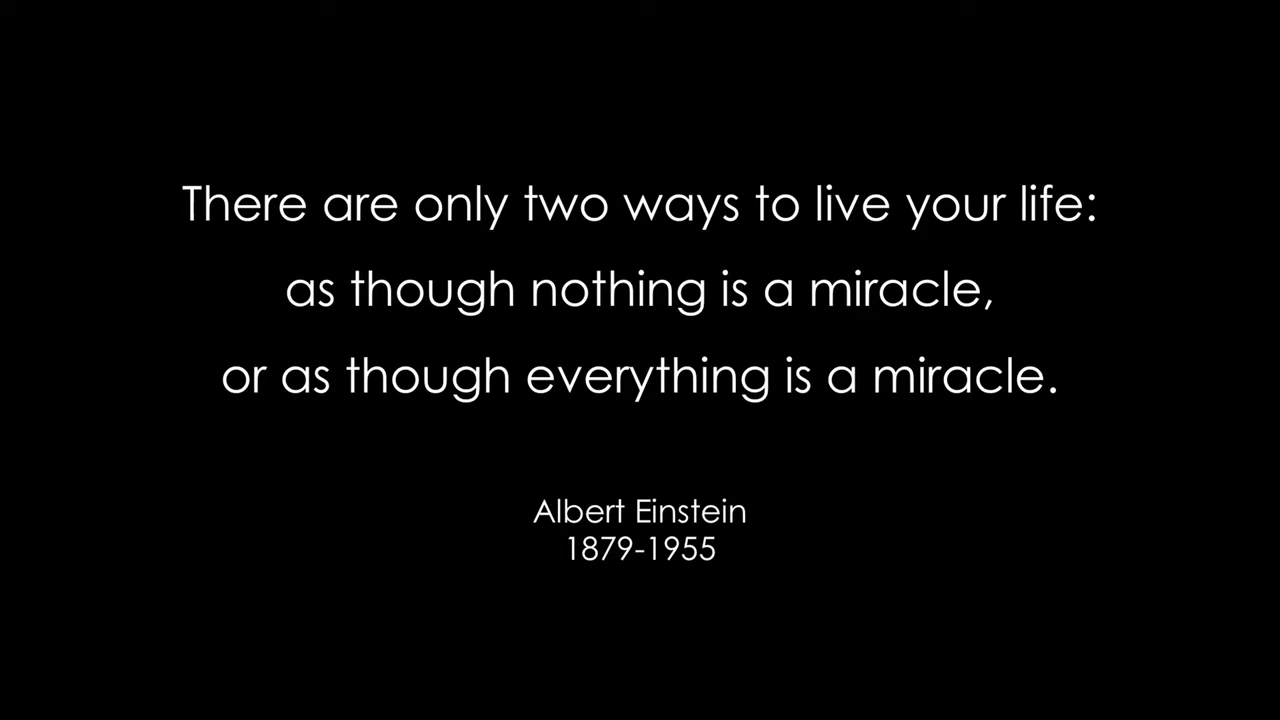 There are only two ways to live your life:
as though nothing is a miracle,
or as though everything is a miracle.
Albert Einstein
1879-1955